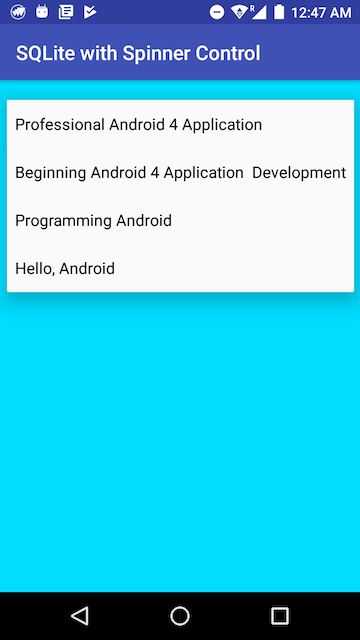 R 12:47 AM
SQLite with Spinner Control
Professional Android 4 Application
Beginning Android 4 Application  Development
Programming Android
Hello, Android